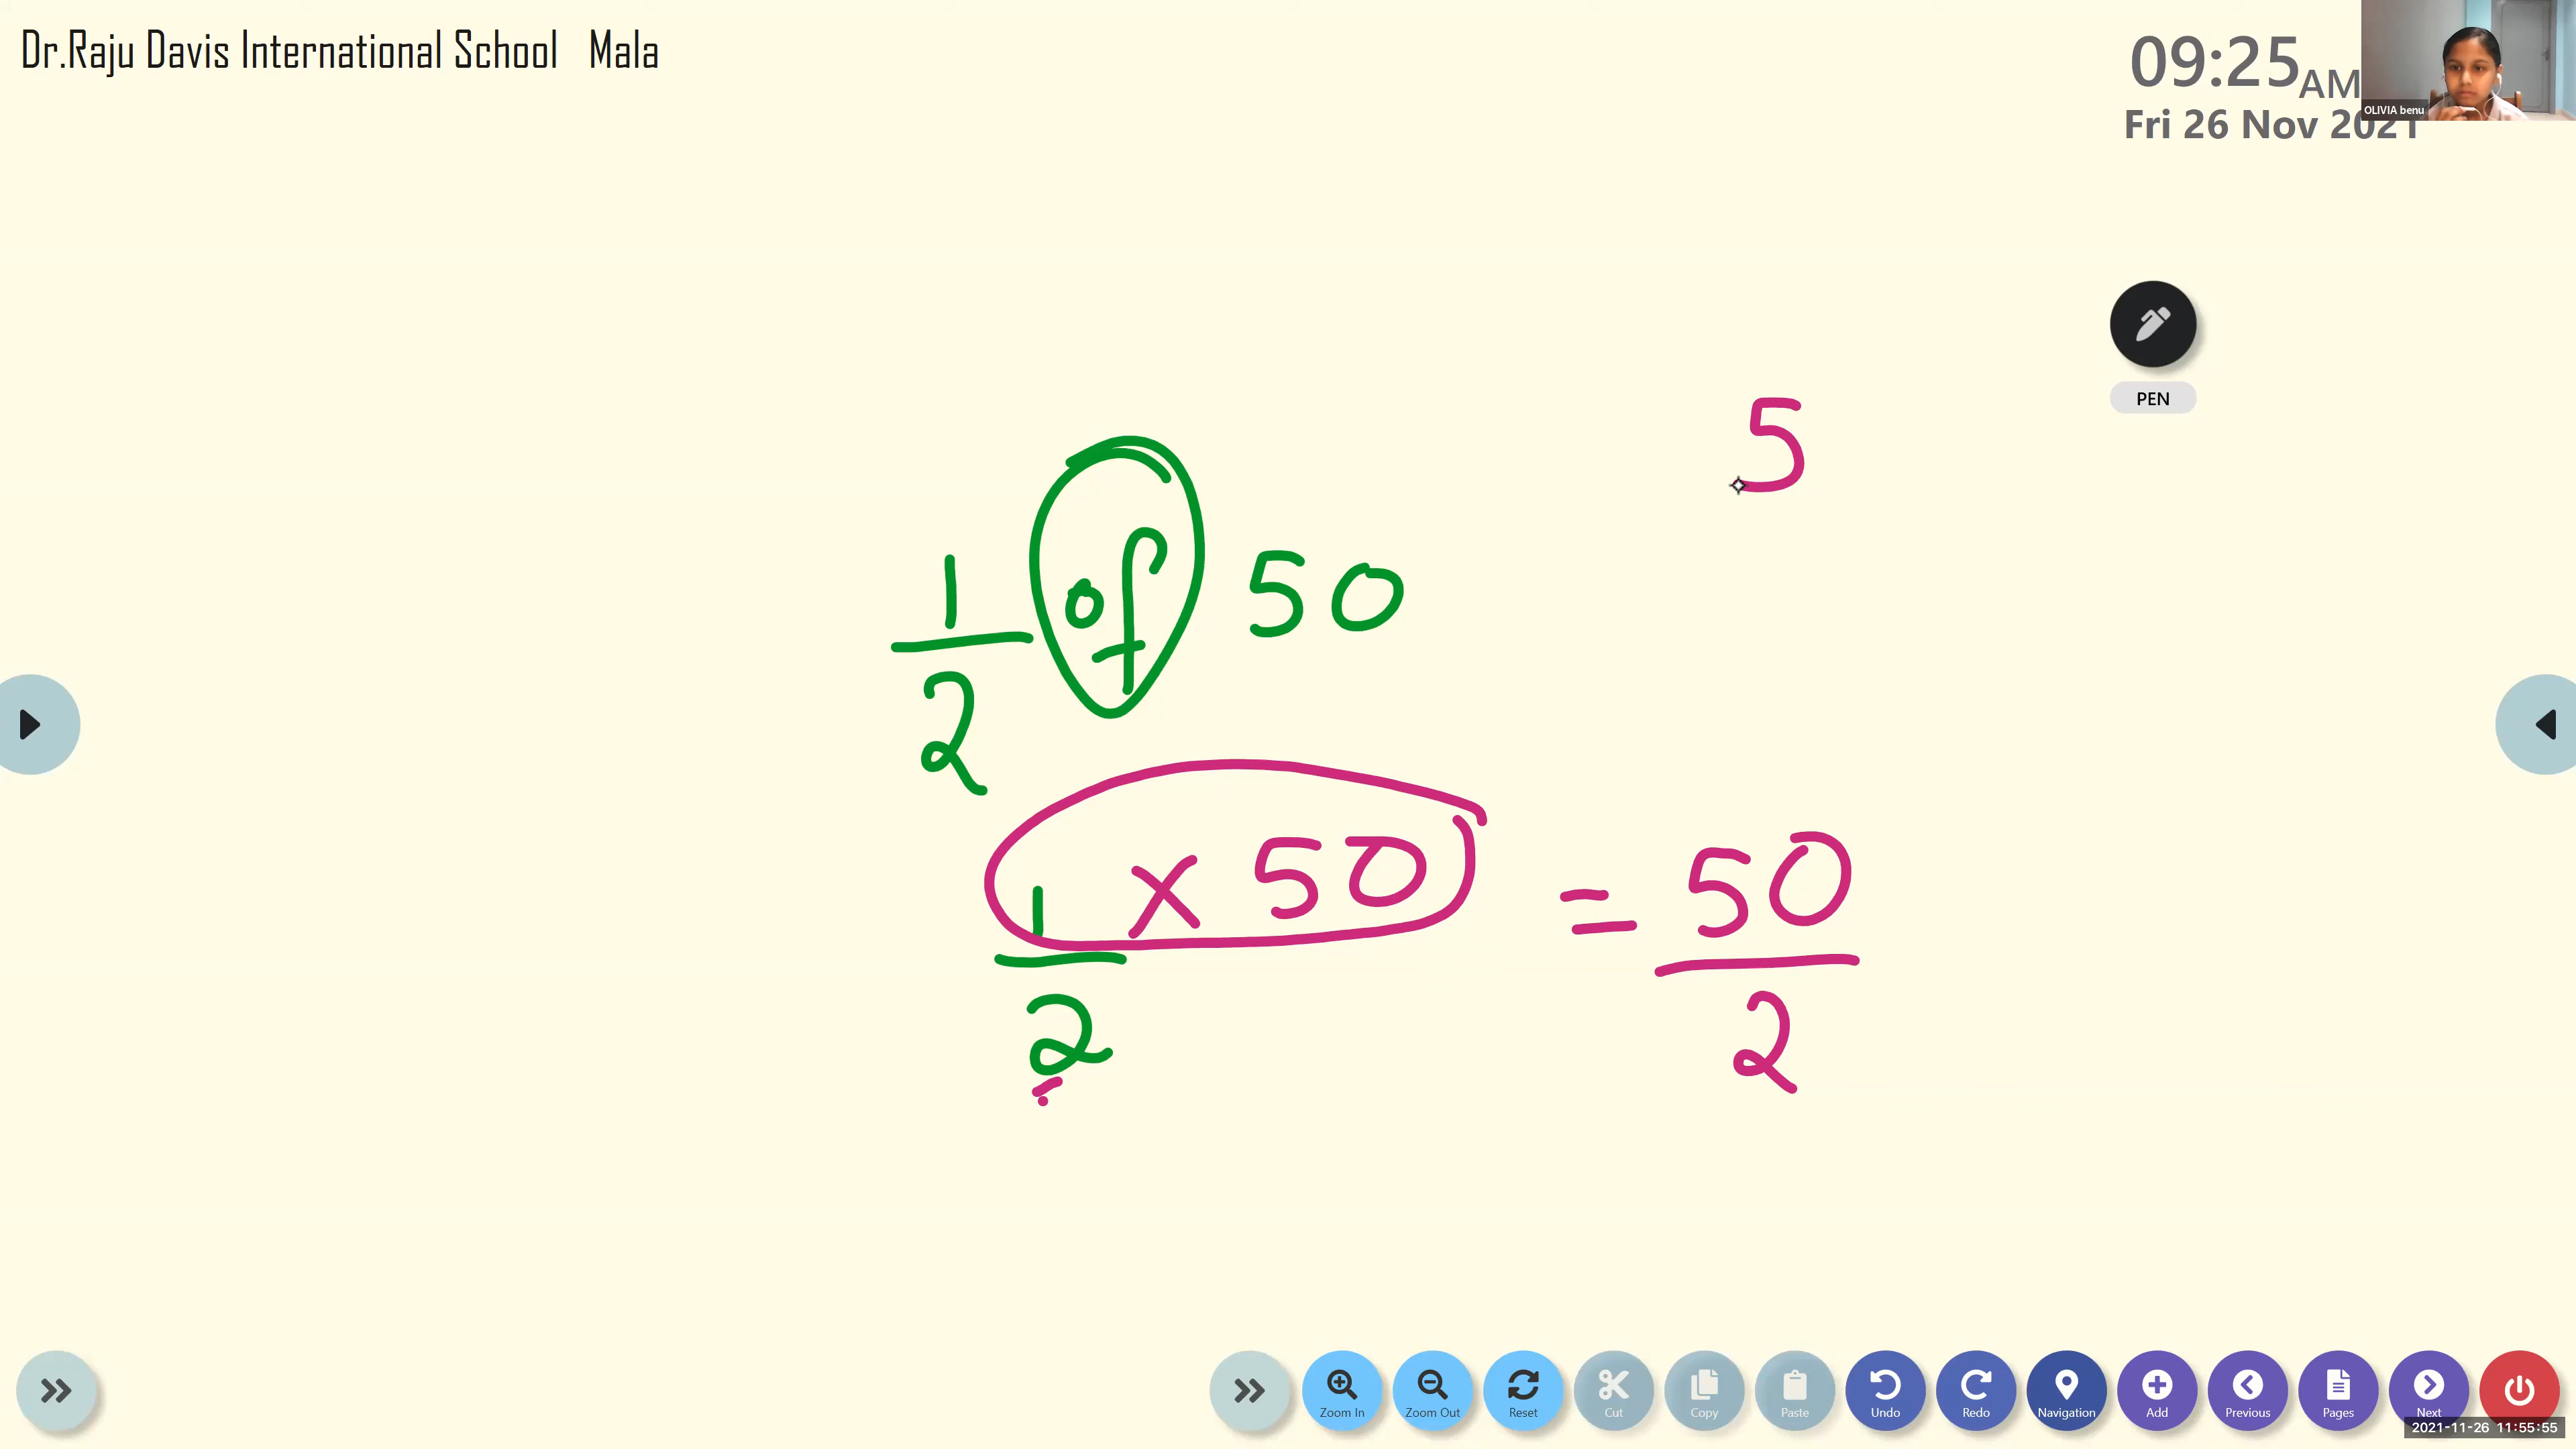 Dr.Raju Davis International School Mala
09:25 AM
OLIVIA benu
Fri 26 Nov 2021
PEN
5
1/2 of 50
1/2 x 50 = 50/2
Zoom In Zoom Out Reset Cut Copy Paste Undo Redo Navigation Add Previous Pages Next
2021-11-26 11:55:55